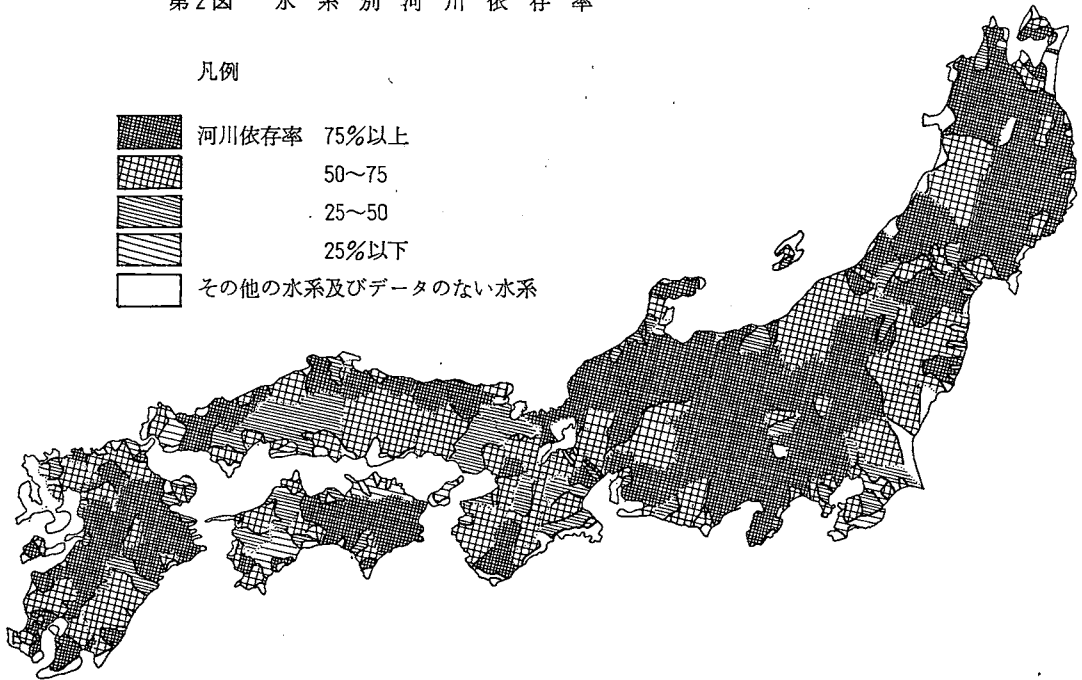 第2図 水系別河川依存率
凡例
河川依存率 75%以上
50〜75
25〜50
25%以下
その他の水系及びデータのない水系